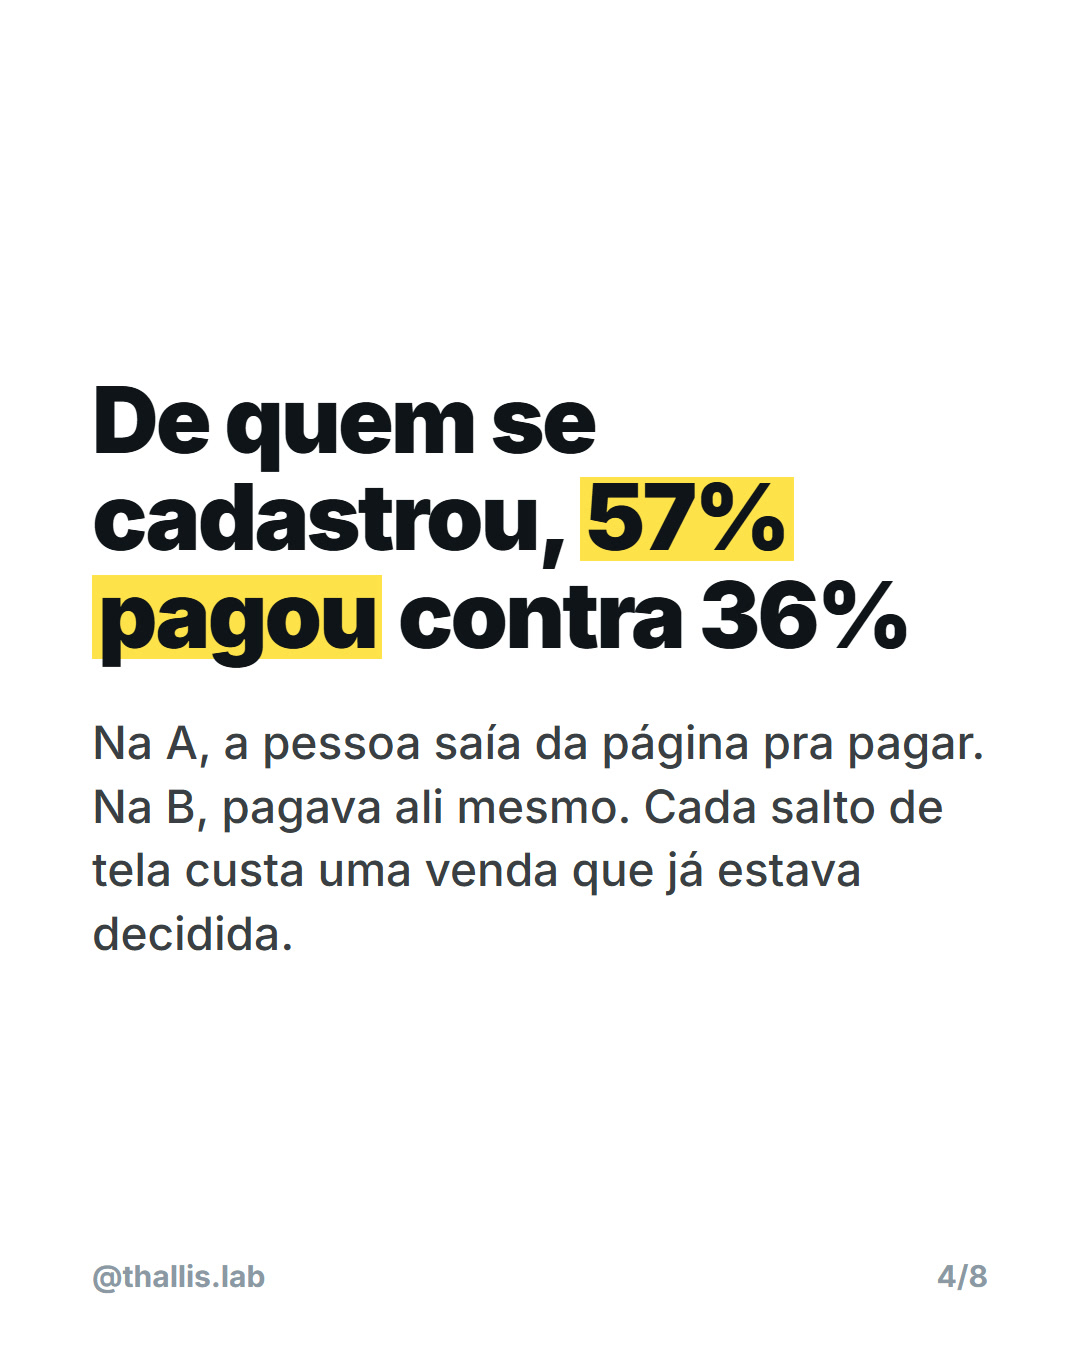 De quem se
cadastrou, 57%
pagou contra 36%
Na A, a pessoa saía da página pra pagar.
Na B, pagava ali mesmo. Cada salto de
tela custa uma venda que já estava
decidida.
@thallis.lab
4/8